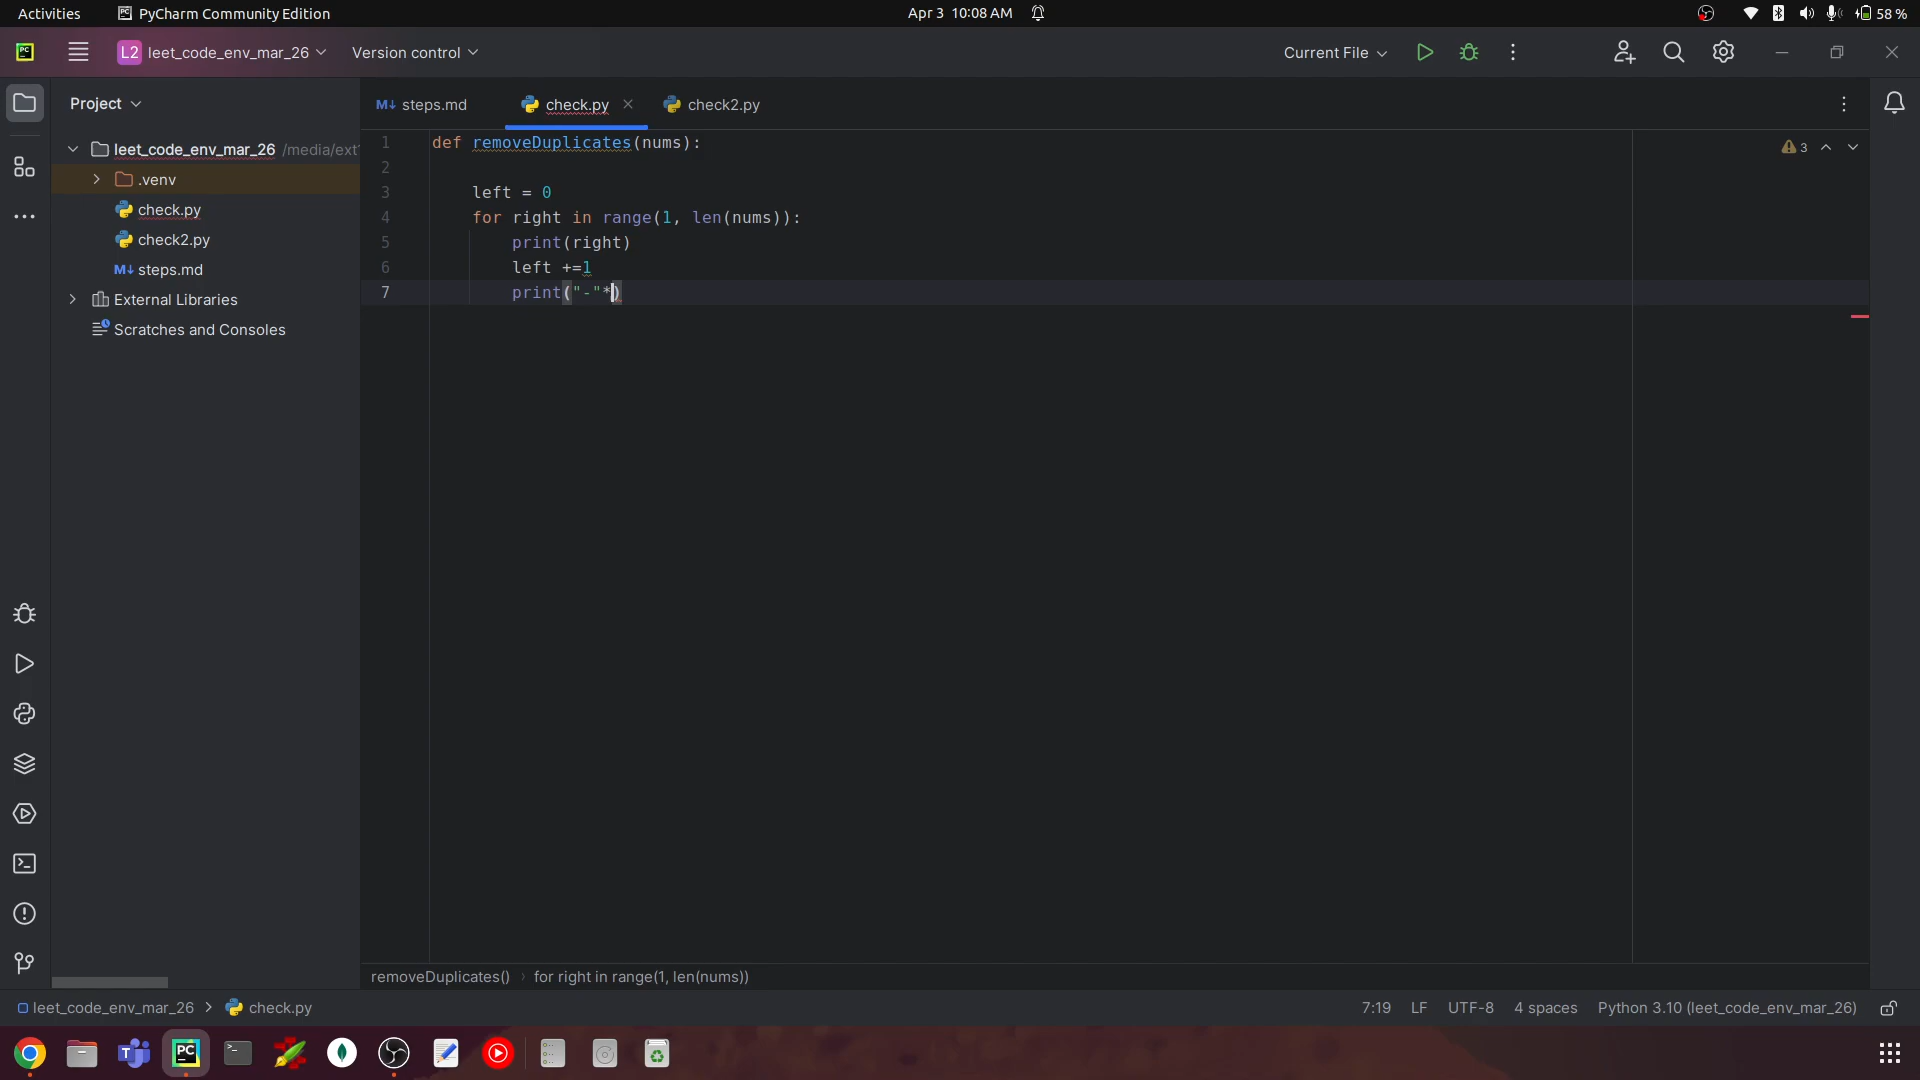 Activities PyCharm Community Edition Apr 3 10:08 AM 58 %
PC L2 leet_code_env_mar_26 Version control Current File
Project M↓ steps.md check.py check2.py
leet_code_env_mar_26 /media/ext
.venv
check.py
check2.py
M↓ steps.md
External Libraries
Scratches and Consoles
1 def removeDuplicates(nums):
2
3 left = 0
4 for right in range(1, len(nums)):
5 print(right)
6 left +=1
7 print("-"*)
3
removeDuplicates() › for right in range(1, len(nums))
leet_code_env_mar_26 > check.py 7:19 LF UTF-8 4 spaces Python 3.10 (leet_code_env_mar_26)
PC